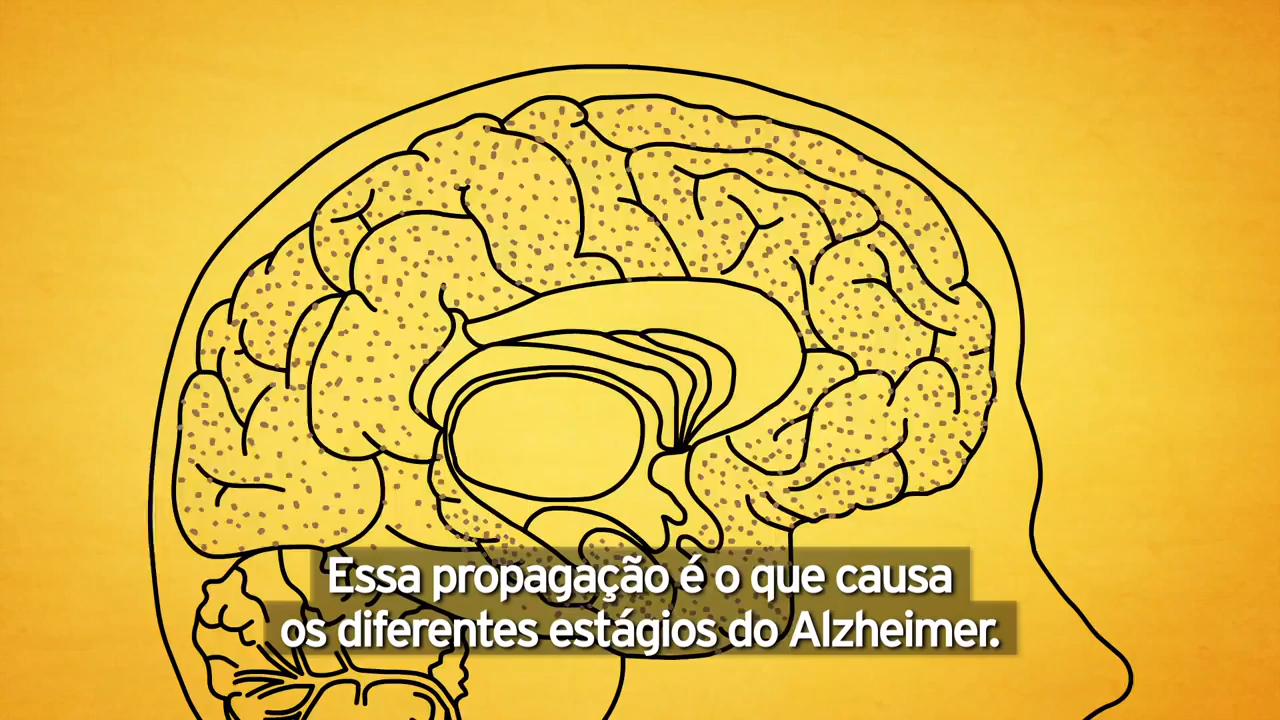 Essa propagação é o que causa
os diferentes estágios do Alzheimer.